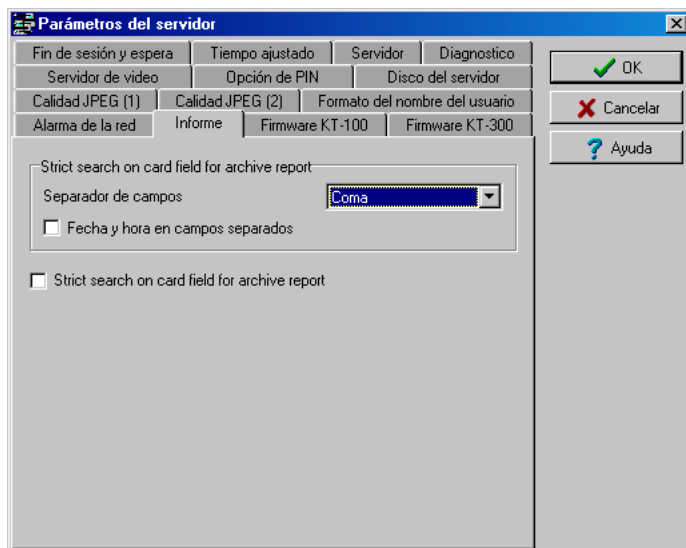 Parámetros del servidor
Fin de sesión y espera Tiempo ajustado Servidor Diagnostico
Servidor de video Opción de PIN Disco del servidor
Calidad JPEG (1) Calidad JPEG (2) Formato del nombre del usuario
Alarma de la red Informe Firmware KT-100 Firmware KT-300
Strict search on card field for archive report
Separador de campos Coma
Fecha y hora en campos separados
Strict search on card field for archive report
OK
Cancelar
Ayuda